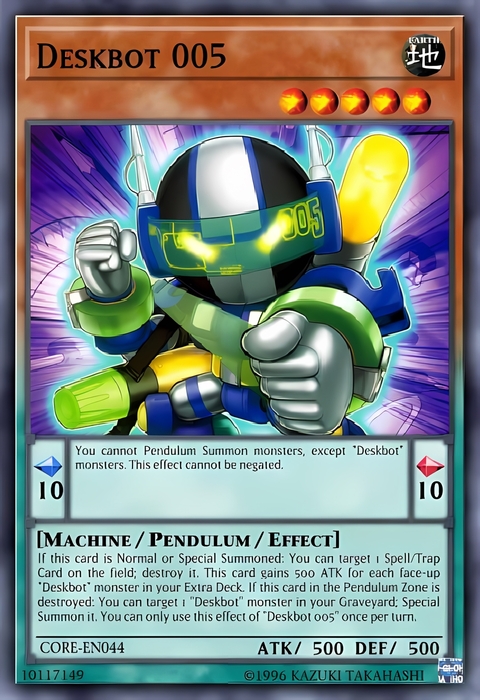 DESKBOT 005
EARTH
地
005
You cannot Pendulum Summon monsters, except "Deskbot"
monsters. This effect cannot be negated.
10
10
[MACHINE / PENDULUM / EFFECT]
If this card is Normal or Special Summoned: You can target 1 Spell/Trap
Card on the field; destroy it. This card gains 500 ATK for each face-up
"Deskbot" monster in your Extra Deck. If this card in the Pendulum Zone is
destroyed: You can target 1 "Deskbot" monster in your Graveyard; Special
Summon it. You can only use this effect of "Deskbot 005" once per turn.
CORE-EN044
ATK/ 500 DEF/ 500
10117149
©1996 KAZUKI TAKAHASHI